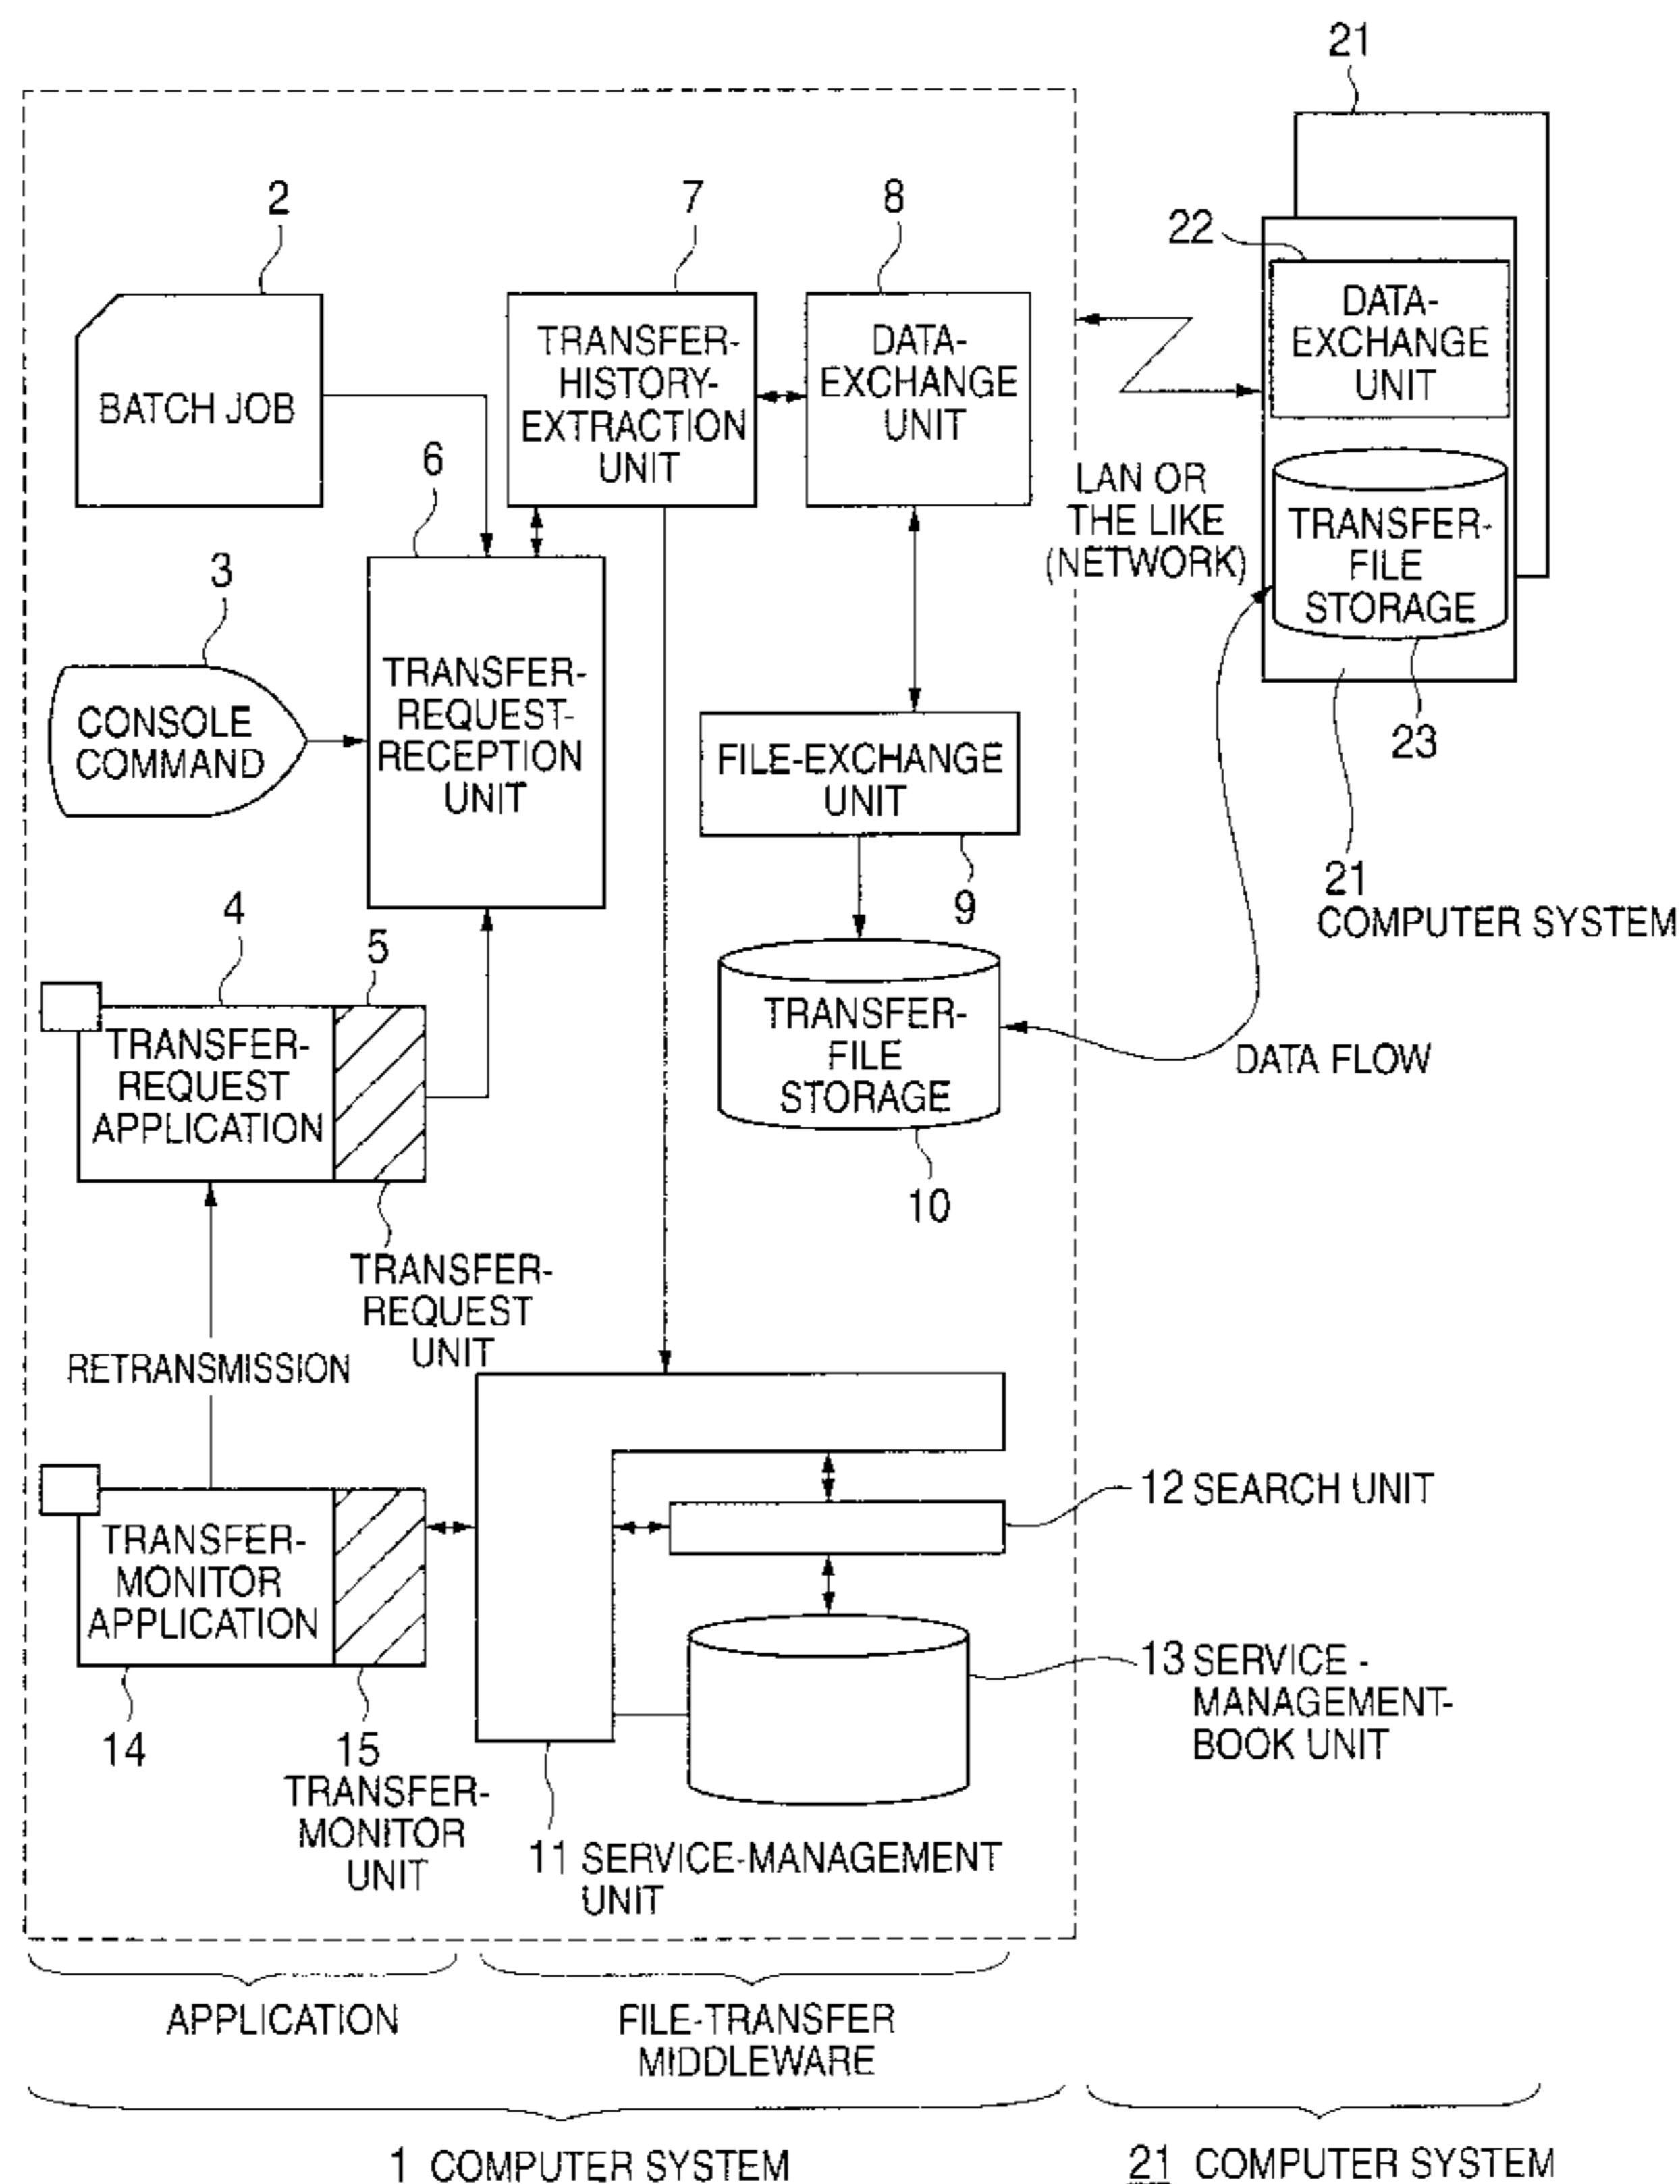 21
2
7
8
22
BATCH JOB
TRANSFER-
HISTORY-
EXTRACTION
UNIT
DATA-
EXCHANGE
UNIT
DATA-
EXCHANGE
UNIT
6
LAN OR
THE LIKE
(NETWORK)
TRANSFER-
FILE
STORAGE
23
3
CONSOLE
COMMAND
TRANSFER-
REQUEST-
RECEPTION
UNIT
FILE-EXCHANGE
UNIT
9
21
COMPUTER SYSTEM
4
5
TRANSFER-
REQUEST
APPLICATION
TRANSFER-
FILE
STORAGE
10
DATA FLOW
TRANSFER-
REQUEST
UNIT
RETRANSMISSION
TRANSFER-
MONITOR
APPLICATION
12 SEARCH UNIT
13 SERVICE -
MANAGEMENT-
BOOK UNIT
14
15
TRANSFER-
MONITOR
UNIT
11 SERVICE-MANAGEMENT
UNIT
APPLICATION
FILE-TRANSFER
MIDDLEWARE
1 COMPUTER SYSTEM
21 COMPUTER SYSTEM